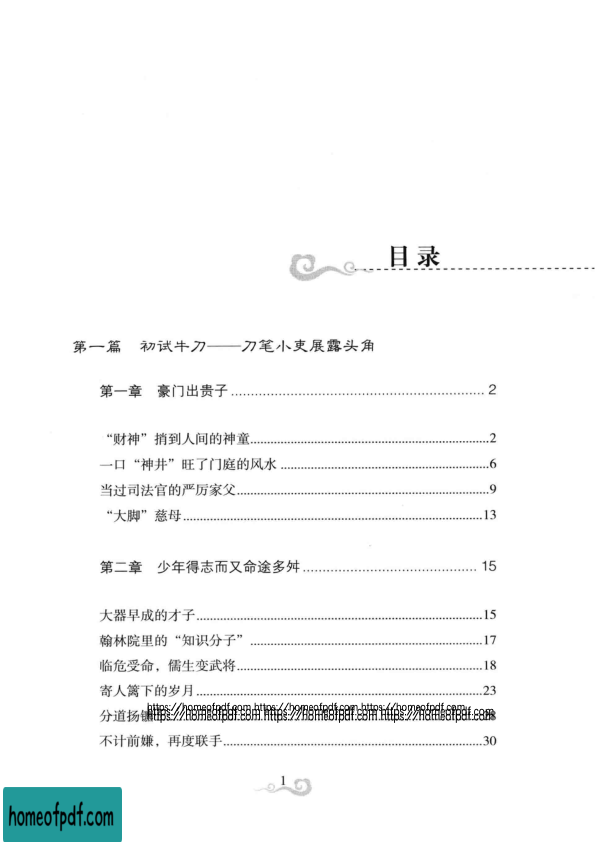 目录
第一篇 初试牛刀——刀笔小吏展露头角
第一章 豪门出贵子 2
“财神”捎到人间的神童 2
一口“神井”旺了门庭的风水 6
当过司法官的严厉家父 9
“大脚”慈母 13
第二章 少年得志而又命途多舛 15
大器早成的才子 15
翰林院里的“知识分子” 17
临危受命，儒生变武将 18
寄人篱下的岁月 23
https://homeofpdf.com https://homeofpdf.com https://homeofpdf.com
分道扬镳 28
https://homeofpdf.com https://homeofpdf.com https://homeofpdf.com
不计前嫌，再度联手 30
1
homeofpdf.com